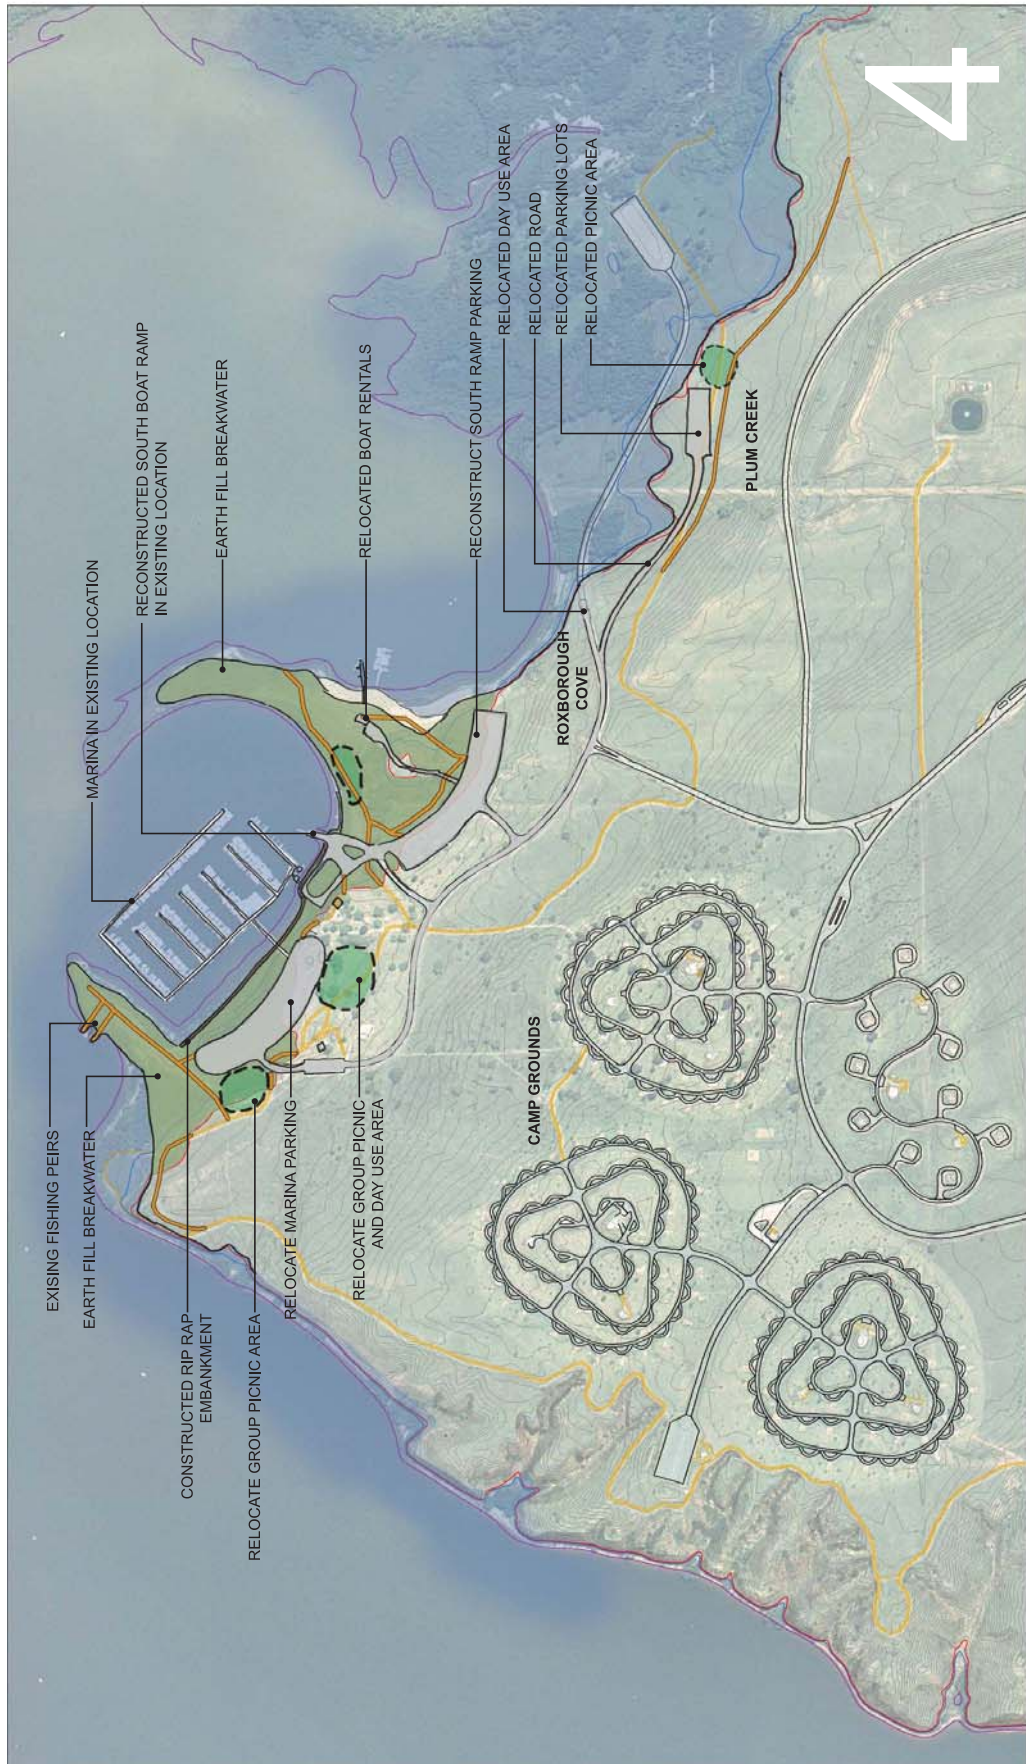 EXISING FISHING PEIRS
EARTH FILL BREAKWATER
CONSTRUCTED RIP RAP
EMBANKMENT
RELOCATE GROUP PICNIC AREA
RELOCATE MARINA PARKING
RELOCATE GROUP PICNIC
AND DAY USE AREA
MARINA IN EXISTING LOCATION
RECONSTRUCTED SOUTH BOAT RAMP
IN EXISTING LOCATION
EARTH FILL BREAKWATER
RELOCATED BOAT RENTALS
RECONSTRUCT SOUTH RAMP PARKING
RELOCATED DAY USE AREA
RELOCATED ROAD
RELOCATED PARKING LOTS
RELOCATED PICNIC AREA
CAMP GROUNDS
ROXBOROUGH
COVE
PLUM CREEK
4